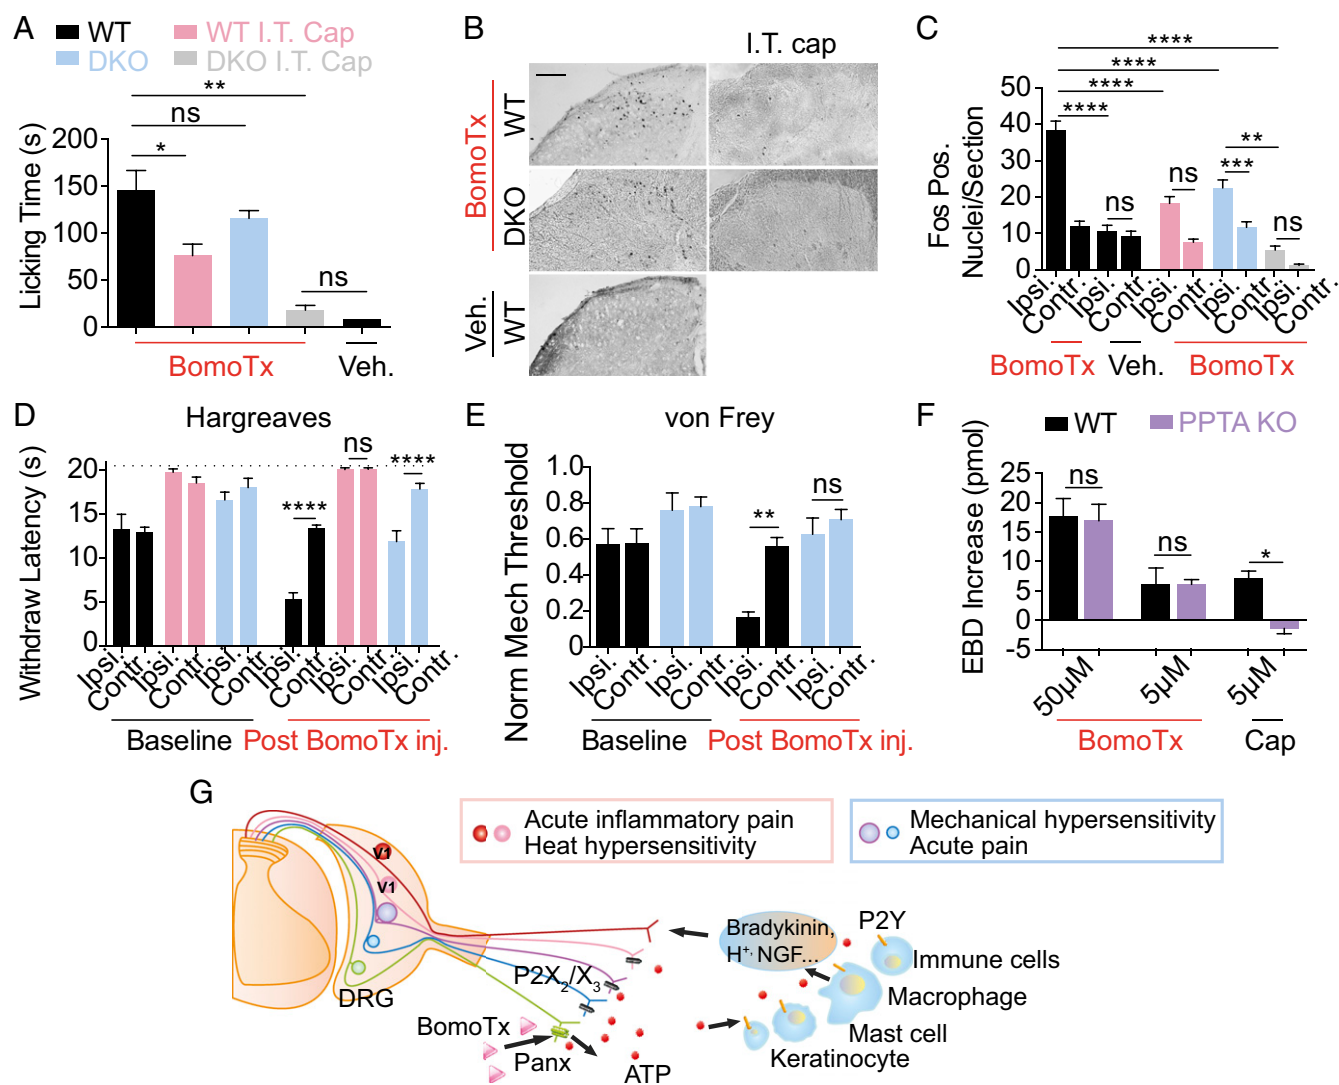 A
WT
WT I.T. Cap
DKO
DKO I.T. Cap
**
ns
*
ns
Licking Time (s)
200
150
100
50
0
BomoTx
Veh.
B
I.T. cap
BomoTx
WT
DKO
Veh.
WT
C
****
****
****
****
**
ns
***
ns
ns
Fos Pos.
Nuclei/Section
50
40
30
20
10
0
Ipsi.
Contr.
Ipsi.
Contr.
Ipsi.
Contr.
Ipsi.
Contr.
Ipsi.
Contr.
BomoTx
Veh.
BomoTx
D
Hargreaves
Withdraw Latency (s)
20
15
10
5
0
****
ns
****
Ipsi.
Contr.
Ipsi.
Contr.
Ipsi.
Contr.
Ipsi.
Contr.
Ipsi.
Contr.
Ipsi.
Contr.
Baseline
Post BomoTx inj.
E
von Frey
Norm Mech Threshold
1.0
0.8
0.6
0.4
0.2
0
**
ns
Ipsi.
Contr.
Ipsi.
Contr.
Ipsi.
Contr.
Ipsi.
Contr.
Baseline
Post BomoTx inj.
F
WT
PPTA KO
EBD Increase (pmol)
25
20
15
10
5
0
-5
ns
ns
*
50µM
5µM
5µM
BomoTx
Cap
G
Acute inflammatory pain
Heat hypersensitivity
Mechanical hypersensitivity
Acute pain
V1
V1
DRG
P2X2/X3
BomoTx
Panx
ATP
Bradykinin,
H+, NGF...
P2Y
Immune cells
Macrophage
Mast cell
Keratinocyte